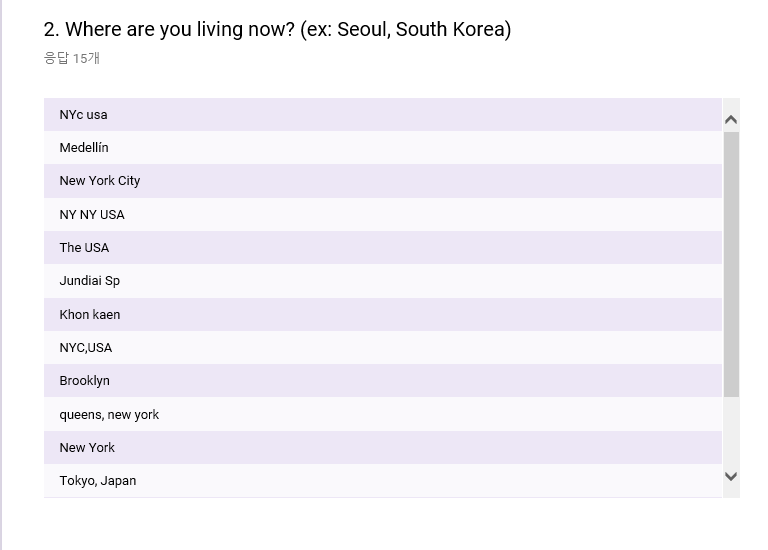 2. Where are you living now? (ex: Seoul, South Korea)
응답 15개
NYc usa
Medellín
New York City
NY NY USA
The USA
Jundiai Sp
Khon kaen
NYC,USA
Brooklyn
queens, new york
New York
Tokyo, Japan